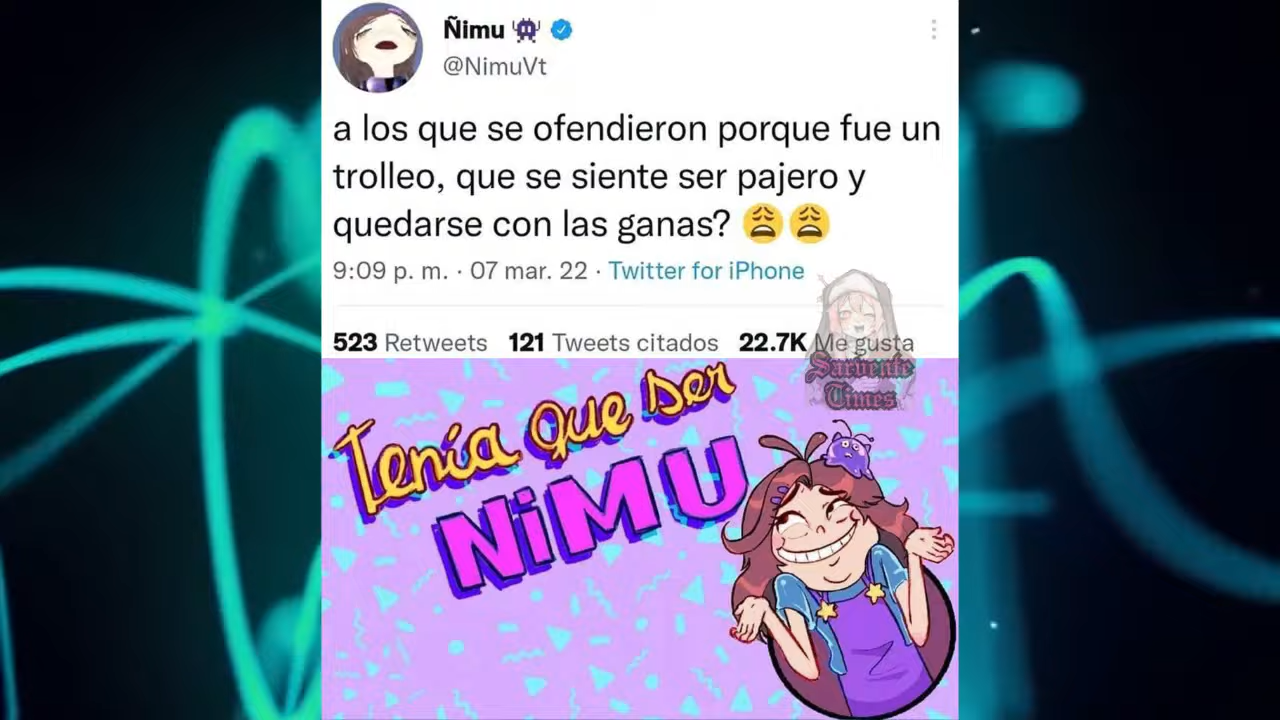 Ñimu
@NimuVt
a los que se ofendieron porque fue un
trolleo, que se siente ser pajero y
quedarse con las ganas? 😩😩
9:09 p. m. · 07 mar. 22 · Twitter for iPhone
523 Retweets 121 Tweets citados 22.7K Me gusta
Sarvente
Times
Tenía que ser
NiMU